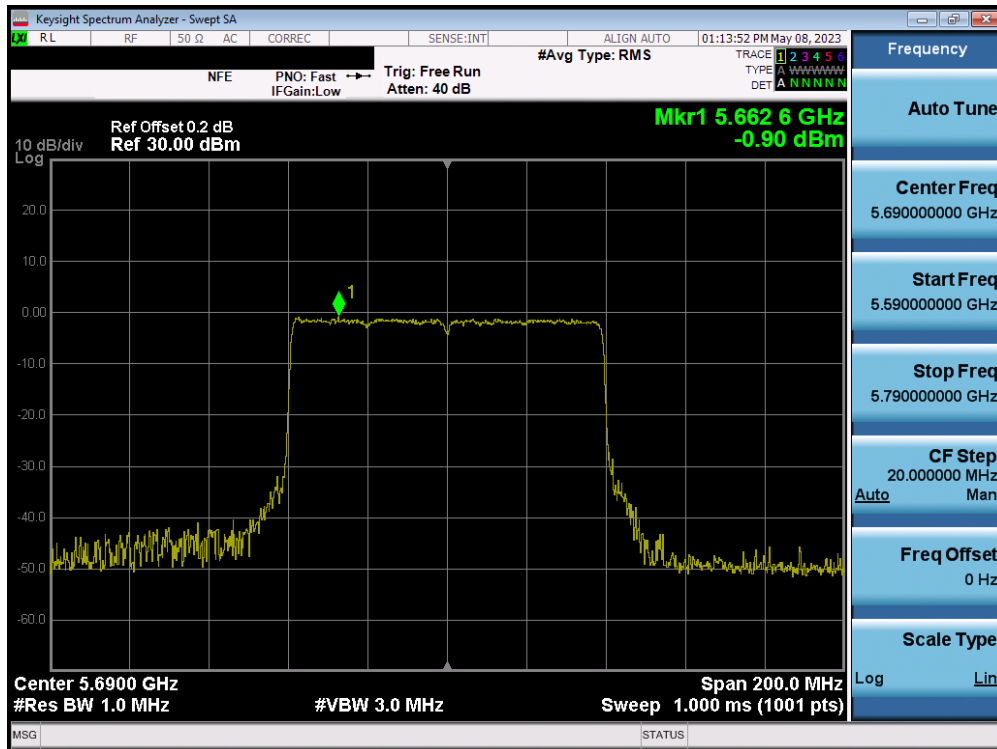 Keysight Spectrum Analyzer - Swept SA
LXI RL RF 50 Ω AC CORREC SENSE:INT ALIGN AUTO 01:13:52 PM May 08, 2023
NFE PNO: Fast Trig: Free Run #Avg Type: RMS TRACE 1 2 3 4 5 6
IFGain:Low Atten: 40 dB TYPE A WWWWW
DET A N N N N N
Mkr1 5.662 6 GHz
-0.90 dBm
Ref Offset 0.2 dB
10 dB/div Ref 30.00 dBm
Log
20.0
10.0
0.00
-10.0
-20.0
-30.0
-40.0
-50.0
-60.0
1
Center 5.6900 GHz Span 200.0 MHz
#Res BW 1.0 MHz #VBW 3.0 MHz Sweep 1.000 ms (1001 pts)
MSG STATUS
Frequency
Auto Tune
Center Freq
5.690000000 GHz
Start Freq
5.590000000 GHz
Stop Freq
5.790000000 GHz
CF Step
20.000000 MHz
Auto Man
Freq Offset
0 Hz
Scale Type
Log Lin